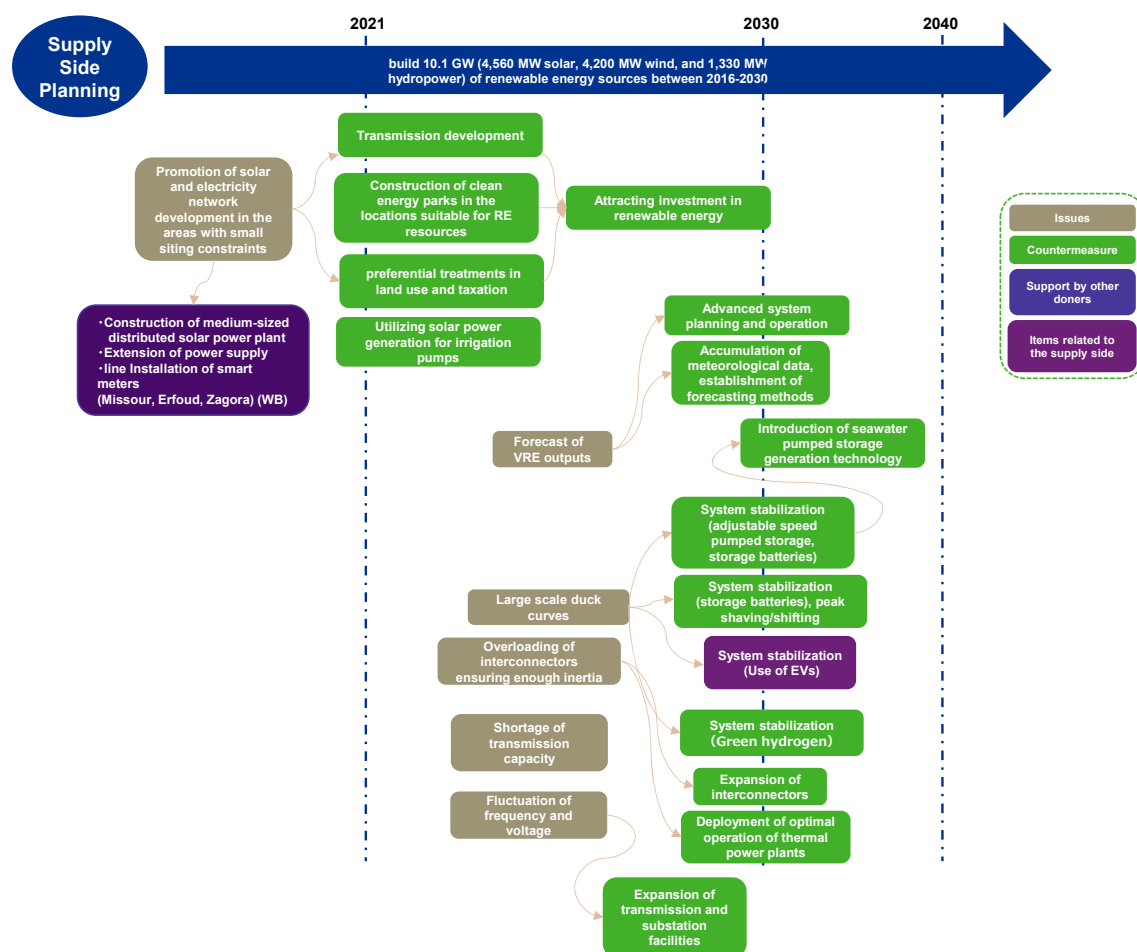 2021
2030
2040
Supply
Side
Planning
build 10.1 GW (4,560 MW solar, 4,200 MW wind, and 1,330 MW
hydropower) of renewable energy sources between 2016-2030
Transmission development
Promotion of solar
and electricity
network
development in the
areas with small
siting constraints
Construction of clean
energy parks in the
locations suitable for RE
resources
Attracting investment in
renewable energy
preferential treatments in
land use and taxation
Utilizing solar power
generation for irrigation
pumps
・Construction of medium-sized
distributed solar power plant
・Extension of power supply
・line Installation of smart
meters
(Missour, Erfoud, Zagora) (WB)
Issues
Countermeasure
Support by other
doners
Items related to
the supply side
Advanced system
planning and operation
Accumulation of
meteorological data,
establishment of
forecasting methods
Forecast of
VRE outputs
Introduction of seawater
pumped storage
generation technology
System stabilization
(adjustable speed
pumped storage,
storage batteries)
Large scale duck
curves
System stabilization
(storage batteries), peak
shaving/shifting
Overloading of
interconnectors
ensuring enough inertia
System stabilization
(Use of EVs)
Shortage of
transmission
capacity
System stabilization
（Green hydrogen）
Expansion of
interconnectors
Fluctuation of
frequency and
voltage
Deployment of optimal
operation of thermal
power plants
Expansion of
transmission and
substation
facilities